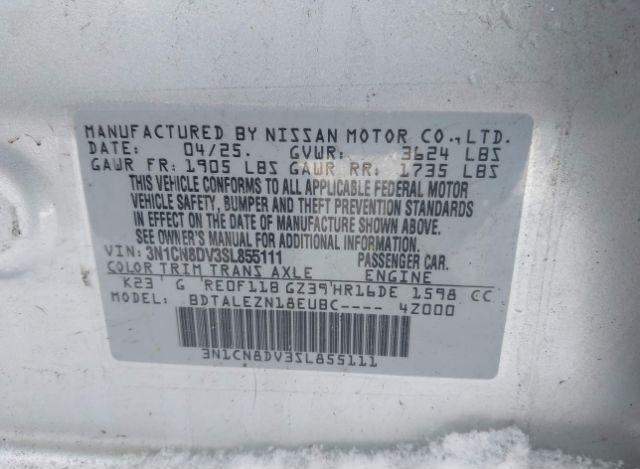 MANUFACTURED BY NISSAN MOTOR CO., LTD.
DATE: 04/25. GVWR: 3624 LBS
GAWR FR: 1905 LBS GAWR RR: 1735 LBS
THIS VEHICLE CONFORMS TO ALL APPLICABLE FEDERAL MOTOR
VEHICLE SAFETY, BUMPER AND THEFT PREVENTION STANDARDS
IN EFFECT ON THE DATE OF MANUFACTURE SHOWN ABOVE.
SEE OWNER'S MANUAL FOR ADDITIONAL INFORMATION.
VIN: 3N1CN8DV3SL855111 PASSENGER CAR.
COLOR TRIM TRANS AXLE ENGINE
K23 G RE0F11B GZ39 HR16DE 1598 CC
BDTALEZN18EUBC---- 4Z000
3N1CN8DV3SL855111